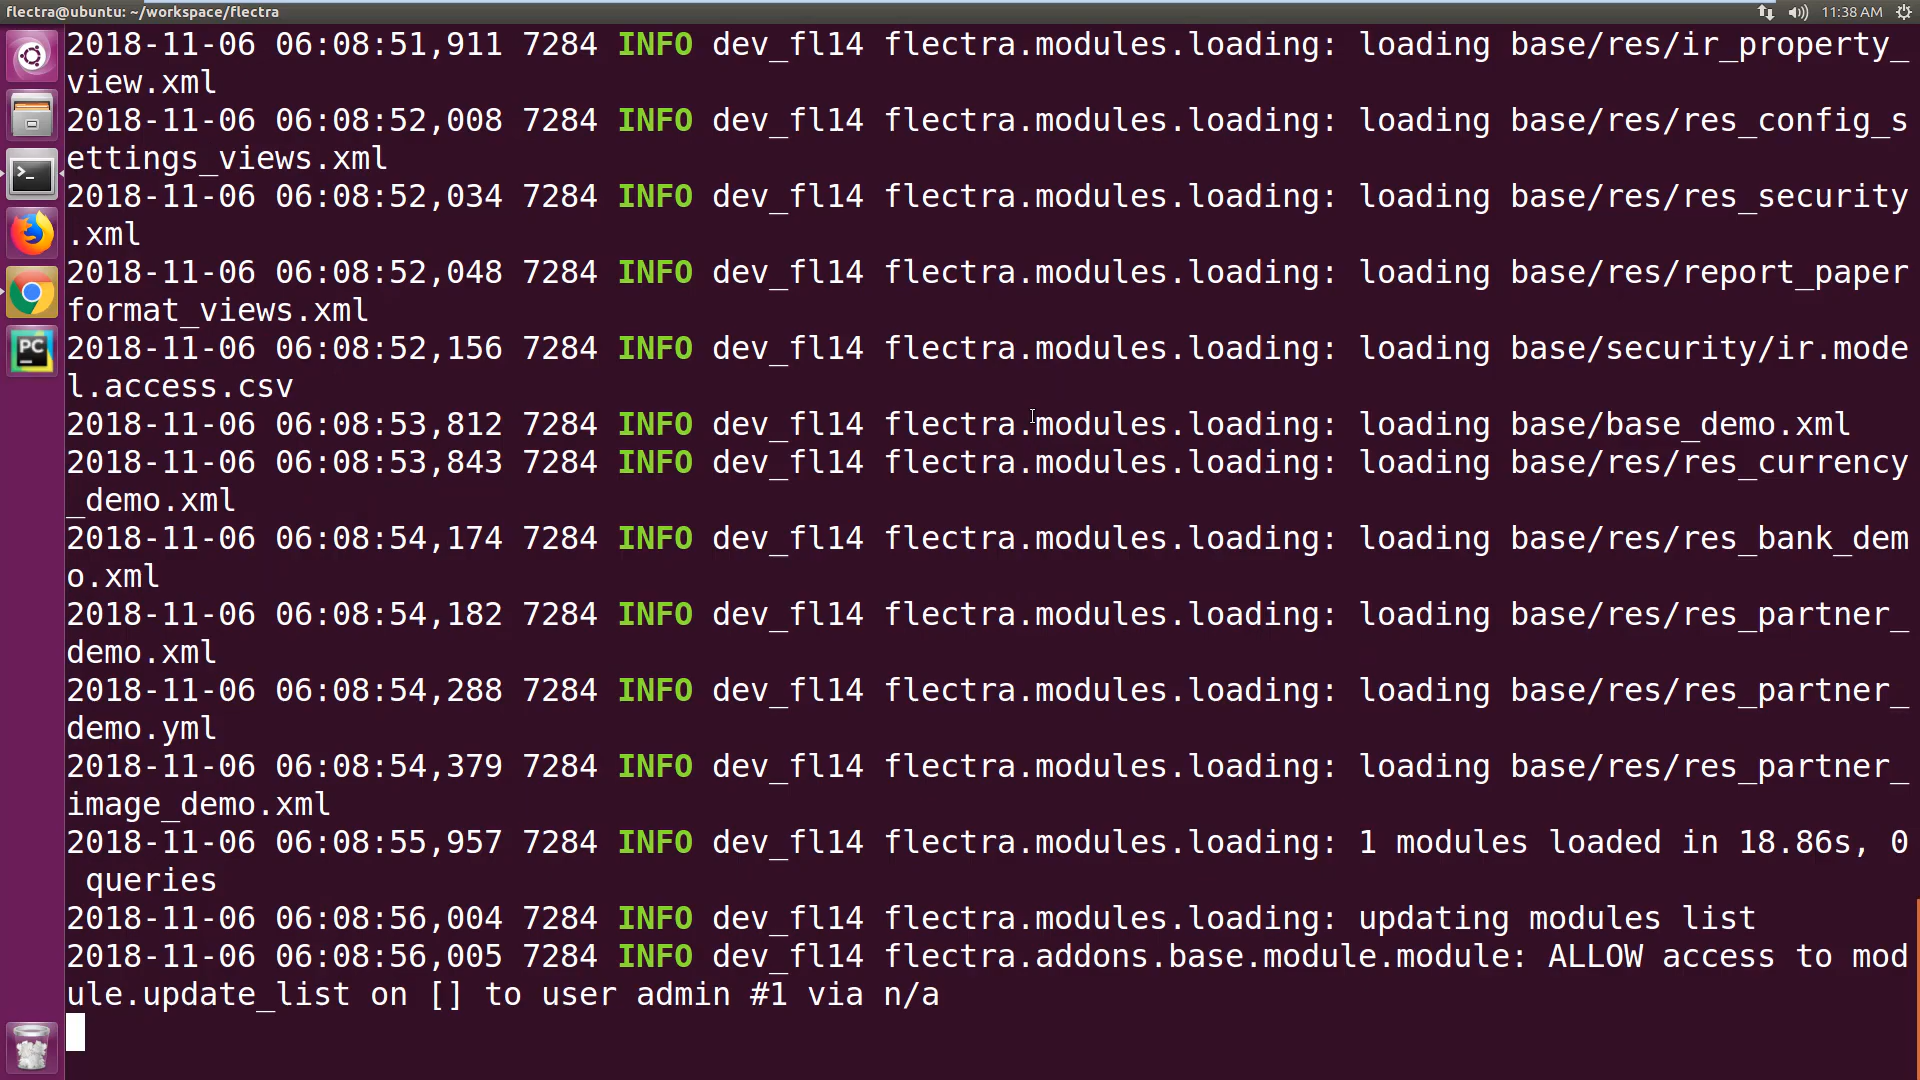 flectra@ubuntu: ~/workspace/flectra
11:38 AM
2018-11-06 06:08:51,911 7284 INFO dev_fl14 flectra.modules.loading: loading base/res/ir_property_
view.xml
2018-11-06 06:08:52,008 7284 INFO dev_fl14 flectra.modules.loading: loading base/res/res_config_s
ettings_views.xml
2018-11-06 06:08:52,034 7284 INFO dev_fl14 flectra.modules.loading: loading base/res/res_security
.xml
2018-11-06 06:08:52,048 7284 INFO dev_fl14 flectra.modules.loading: loading base/res/report_paper
format_views.xml
2018-11-06 06:08:52,156 7284 INFO dev_fl14 flectra.modules.loading: loading base/security/ir.mode
l.access.csv
2018-11-06 06:08:53,812 7284 INFO dev_fl14 flectra.modules.loading: loading base/base_demo.xml
2018-11-06 06:08:53,843 7284 INFO dev_fl14 flectra.modules.loading: loading base/res/res_currency
_demo.xml
2018-11-06 06:08:54,174 7284 INFO dev_fl14 flectra.modules.loading: loading base/res/res_bank_dem
o.xml
2018-11-06 06:08:54,182 7284 INFO dev_fl14 flectra.modules.loading: loading base/res/res_partner_
demo.xml
2018-11-06 06:08:54,288 7284 INFO dev_fl14 flectra.modules.loading: loading base/res/res_partner_
demo.yml
2018-11-06 06:08:54,379 7284 INFO dev_fl14 flectra.modules.loading: loading base/res/res_partner_
image_demo.xml
2018-11-06 06:08:55,957 7284 INFO dev_fl14 flectra.modules.loading: 1 modules loaded in 18.86s, 0
 queries
2018-11-06 06:08:56,004 7284 INFO dev_fl14 flectra.modules.loading: updating modules list
2018-11-06 06:08:56,005 7284 INFO dev_fl14 flectra.addons.base.module.module: ALLOW access to mod
ule.update_list on [] to user admin #1 via n/a
PC